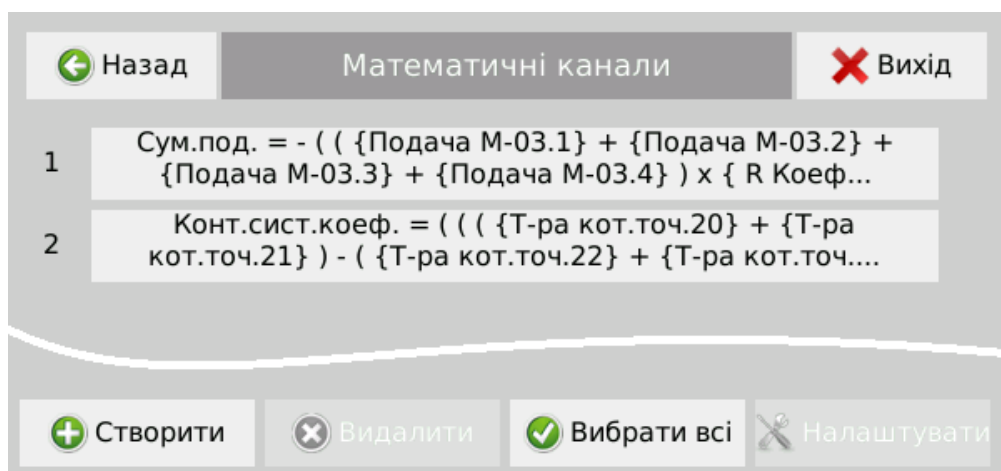 Назад Математичні канали Вихід
1 Сум.под. = - ( ( {Подача М-03.1} + {Подача М-03.2} +
{Подача М-03.3} + {Подача М-03.4} ) x { R Коеф...
2 Конт.сист.коеф. = ( ( ( {Т-ра кот.точ.20} + {Т-ра
кот.точ.21} ) - ( {Т-ра кот.точ.22} + {Т-ра кот.точ....
Створити Видалити Вибрати всі Налаштувати